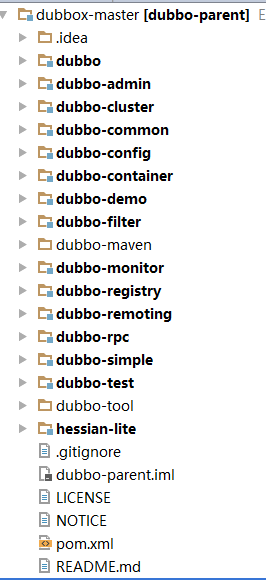 dubbox-master [dubbo-parent] E
.idea
dubbo
dubbo-admin
dubbo-cluster
dubbo-common
dubbo-config
dubbo-container
dubbo-demo
dubbo-filter
dubbo-maven
dubbo-monitor
dubbo-registry
dubbo-remoting
dubbo-rpc
dubbo-simple
dubbo-test
dubbo-tool
hessian-lite
.gitignore
dubbo-parent.iml
LICENSE
NOTICE
pom.xml
README.md